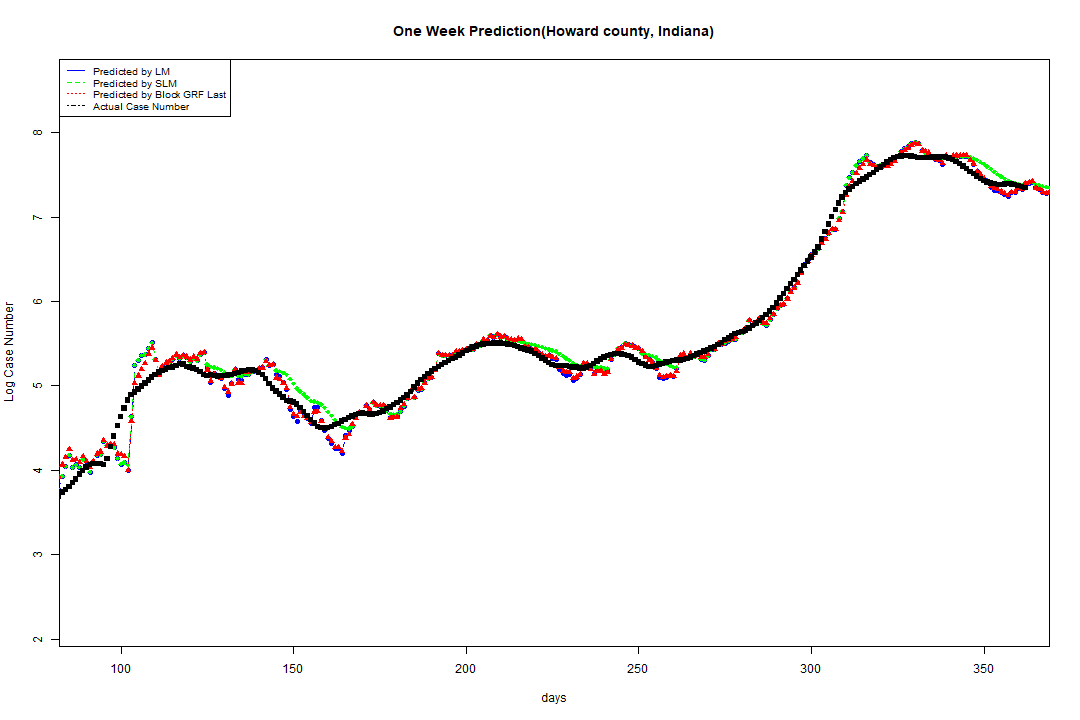 One Week Prediction(Howard county, Indiana)
Predicted by LM
Predicted by SLM
Predicted by Block GRF Last
Actual Case Number
Log Case Number
8
7
6
5
4
3
2
100 150 200 250 300 350
days